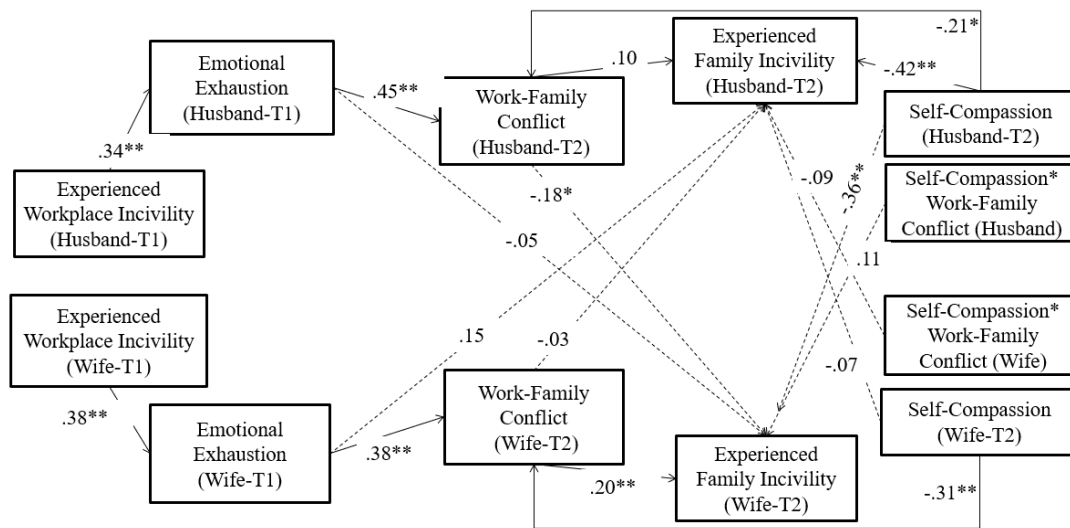 Emotional
Exhaustion
(Husband-T1)
Experienced
Family Incivility
(Husband-T2)
-.21*
.10
-.42**
.45**
Work-Family
Conflict
(Husband-T2)
Self-Compassion
(Husband-T2)
.34**
Experienced
Workplace Incivility
(Husband-T1)
-.18*
-.09
-.36**
Self-Compassion*
Work-Family
Conflict (Husband)
-.05
.11
Experienced
Workplace Incivility
(Wife-T1)
.15
-.03
Self-Compassion*
Work-Family
Conflict (Wife)
-.07
.38**
Emotional
Exhaustion
(Wife-T1)
.38**
Work-Family
Conflict
(Wife-T2)
Self-Compassion
(Wife-T2)
.20**
Experienced
Family Incivility
(Wife-T2)
-.31**